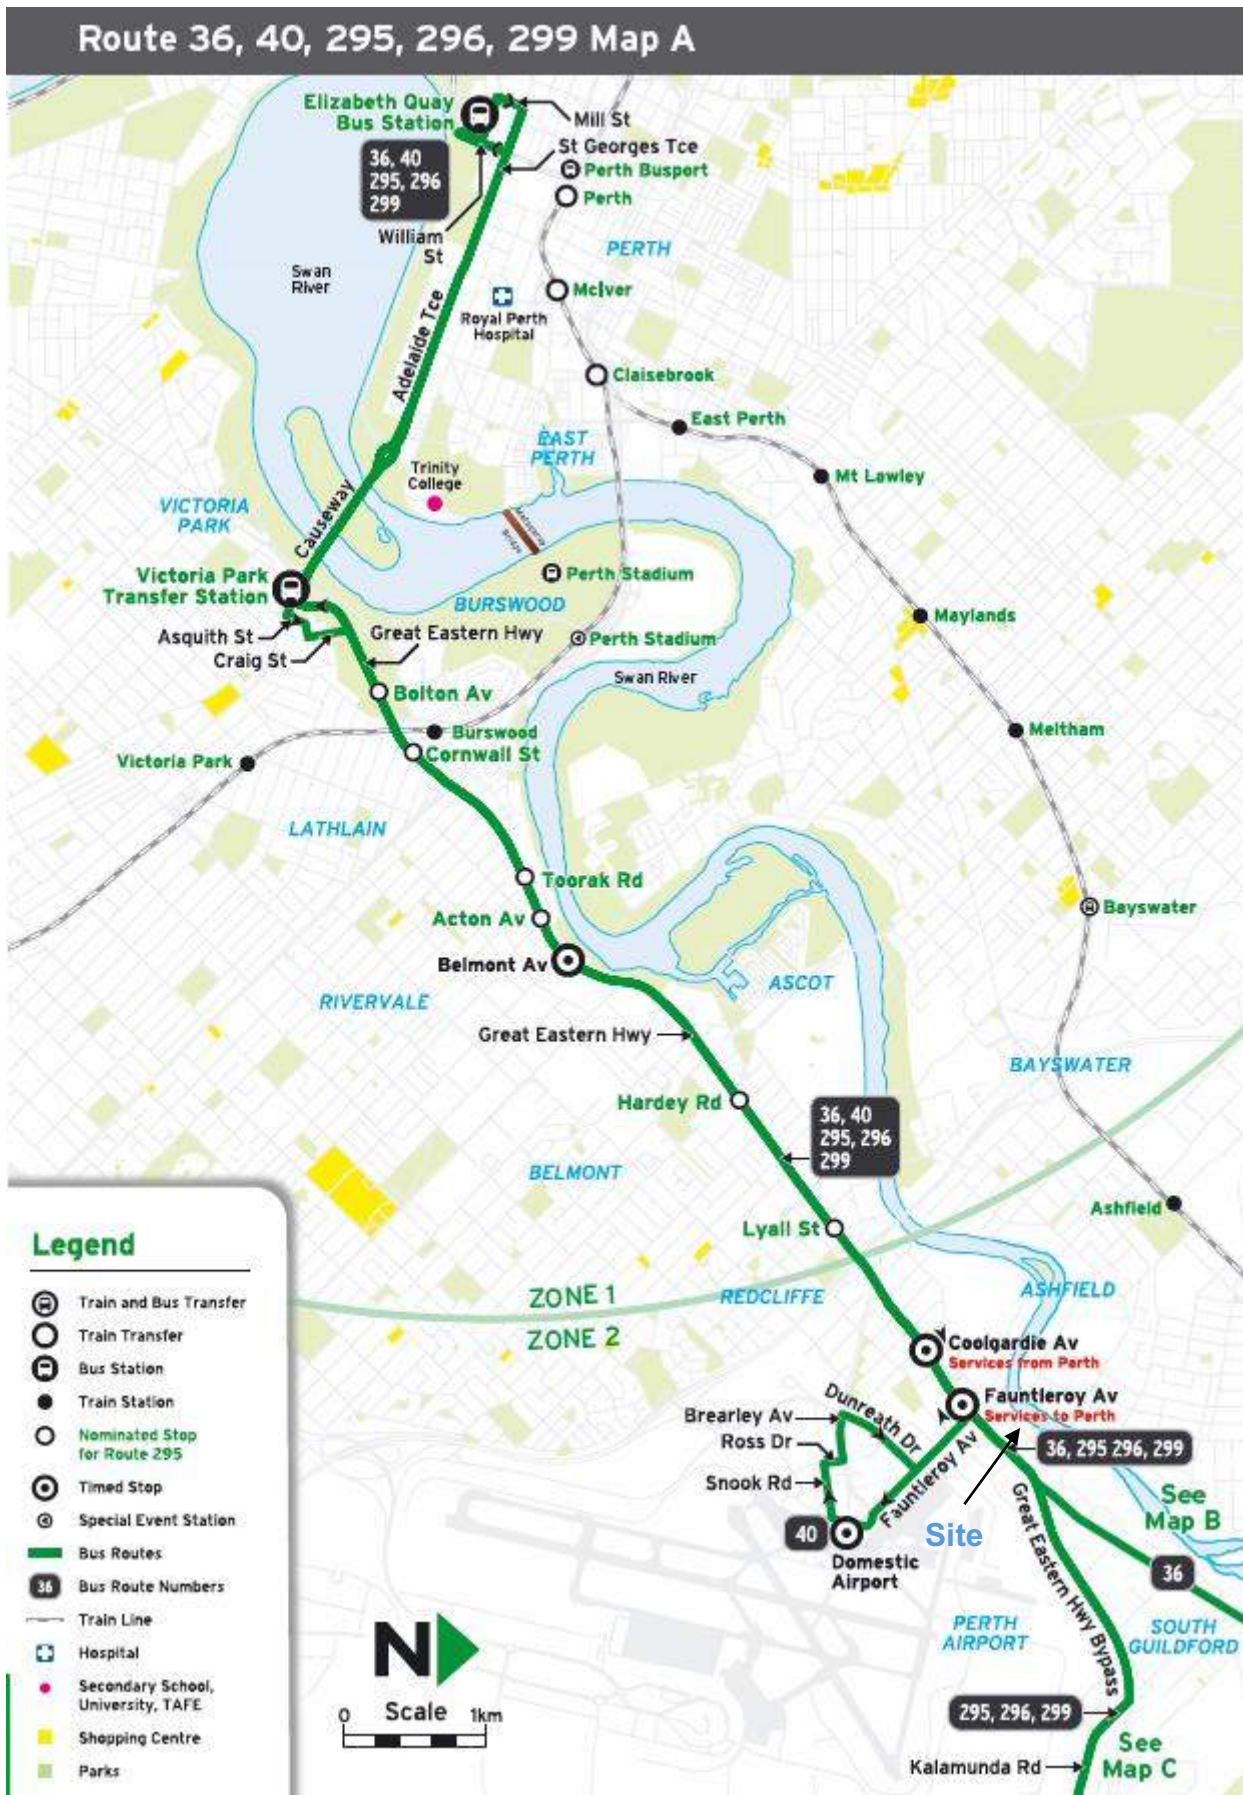 Route 36, 40, 295, 296, 299 Map A
Elizabeth Quay
Bus Station
Mill St
St Georges Tce
36, 40
295, 296
299
Perth Busport
Perth
William
St
PERTH
Swan
River
McIver
Royal Perth
Hospital
Adelaide Tce
Claisebrook
East Perth
EAST
PERTH
Trinity
College
Mt Lawley
VICTORIA
PARK
Causeway
Victoria Park
Transfer Station
Perth Stadium
BURSWOOD
Maylands
Asquith St
Craig St
Great Eastern Hwy
Perth Stadium
Swan River
Bolton Av
Burswood
Cornwall St
Meltham
Victoria Park
LATHLAIN
Toorak Rd
Acton Av
Bayswater
Belmont Av
ASCOT
RIVERVALE
Great Eastern Hwy
BAYSWATER
Hardey Rd
36, 40
295, 296
299
BELMONT
Ashfield
Lyall St
ZONE 1
ZONE 2
REDCLIFFE
ASHFIELD
Coolgardie Av
Services from Perth
Fauntleroy Av
Services to Perth
Dunreath Dr
Brearley Av
Ross Dr
Snook Rd
Fauntleroy Av
36, 295 296, 299
Site
See
Map B
40
Domestic
Airport
36
Great Eastern Hwy Bypass
PERTH
AIRPORT
SOUTH
GUILDFORD
295, 296, 299
See
Map C
Kalamunda Rd
N
Scale
0
1km
Legend
Train and Bus Transfer
Train Transfer
Bus Station
Train Station
Nominated Stop
for Route 295
Timed Stop
Special Event Station
Bus Routes
36
Bus Route Numbers
Train Line
Hospital
Secondary School,
University, TAFE
Shopping Centre
Parks